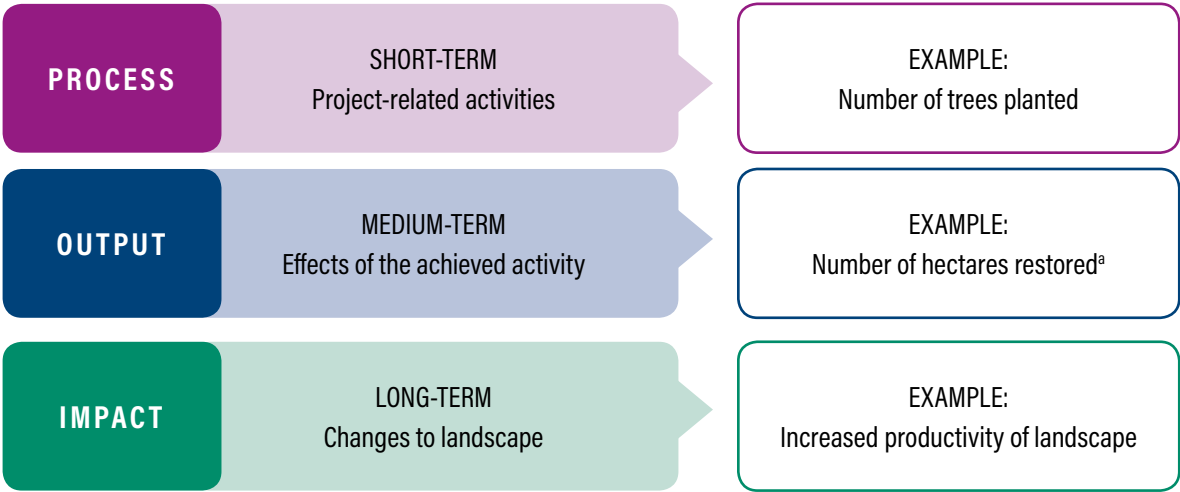 PROCESS
SHORT-TERM
Project-related activities
EXAMPLE:
Number of trees planted
OUTPUT
MEDIUM-TERM
Effects of the achieved activity
EXAMPLE:
Number of hectares restoredᵃ
IMPACT
LONG-TERM
Changes to landscape
EXAMPLE:
Increased productivity of landscape